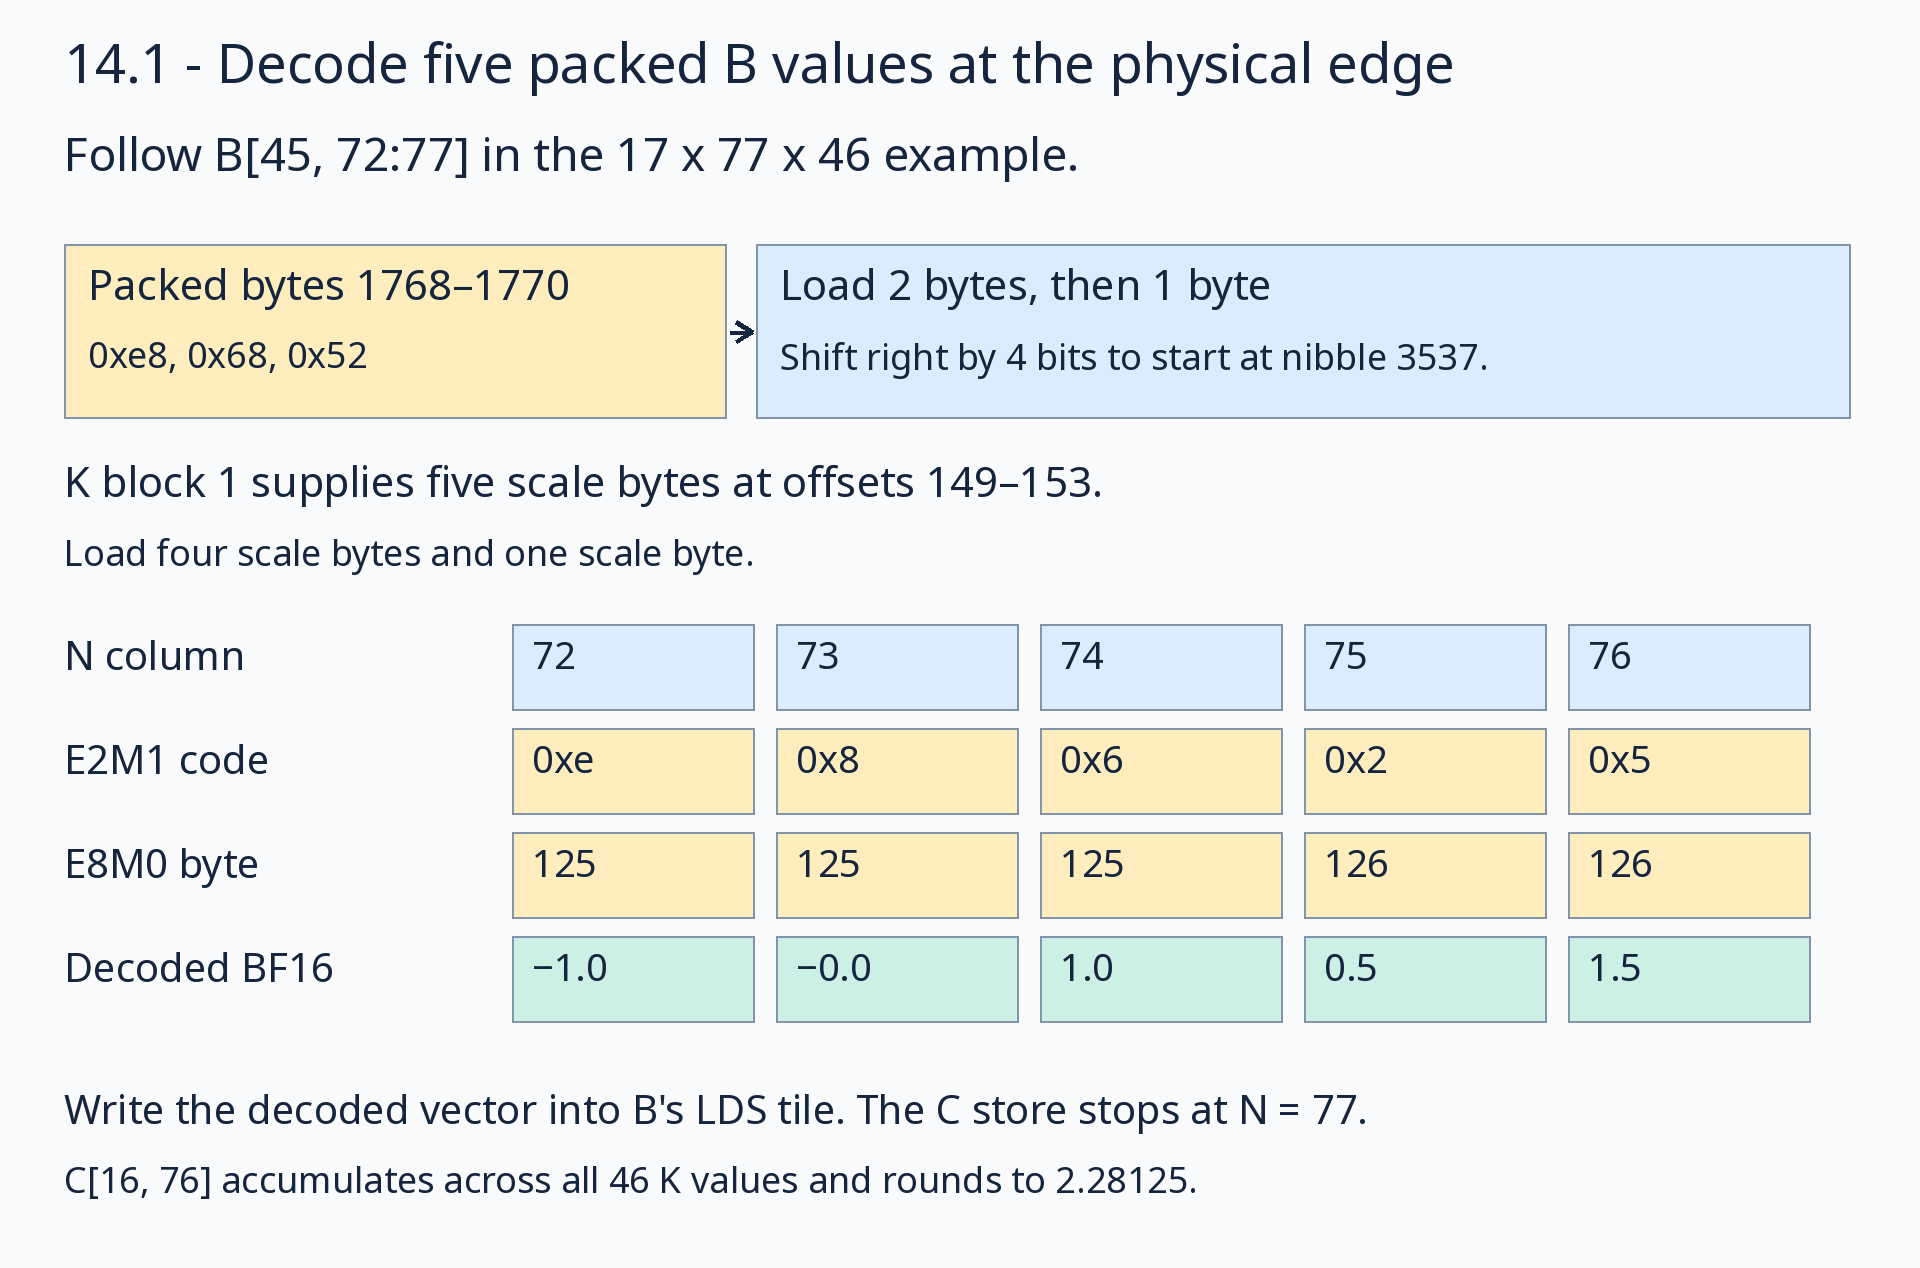 14.1 - Decode five packed B values at the physical edge
Follow B[45, 72:77] in the 17 x 77 x 46 example.
Packed bytes 1768–1770
0xe8, 0x68, 0x52
Load 2 bytes, then 1 byte
Shift right by 4 bits to start at nibble 3537.
K block 1 supplies five scale bytes at offsets 149–153.
Load four scale bytes and one scale byte.
N column 72 73 74 75 76
E2M1 code 0xe 0x8 0x6 0x2 0x5
E8M0 byte 125 125 125 126 126
Decoded BF16 −1.0 −0.0 1.0 0.5 1.5
Write the decoded vector into B's LDS tile. The C store stops at N = 77.
C[16, 76] accumulates across all 46 K values and rounds to 2.28125.